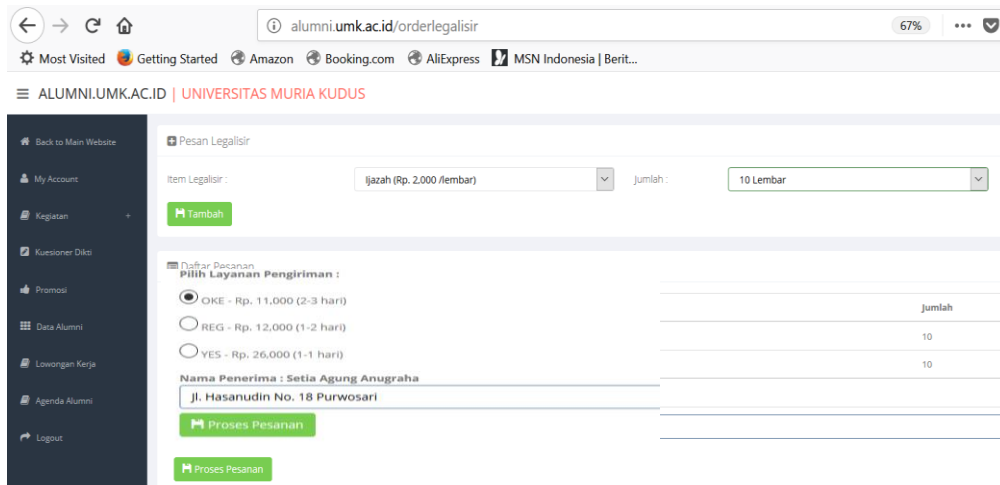 alumni.umk.ac.id/orderlegalisir 67%
Most Visited Getting Started Amazon Booking.com AliExpress MSN Indonesia | Berit...
ALUMNI.UMK.AC.ID | UNIVERSITAS MURIA KUDUS
Back to Main Website
My Account
Kegiatan +
Kuesioner Dikti
Promosi
Data Alumni
Lowongan Kerja
Agenda Alumni
Logout
Pesan Legalisir
Item Legalisir : Ijazah (Rp. 2,000 /lembar) Jumlah : 10 Lembar
Tambah
Daftar Pesanan
Pilih Layanan Pengiriman :
OKE - Rp. 11,000 (2-3 hari)
REG - Rp. 12,000 (1-2 hari)
YES - Rp. 26,000 (1-1 hari)
Nama Penerima : Setia Agung Anugraha
Jl. Hasanudin No. 18 Purwosari
Proses Pesanan
Jumlah
10
10
Proses Pesanan